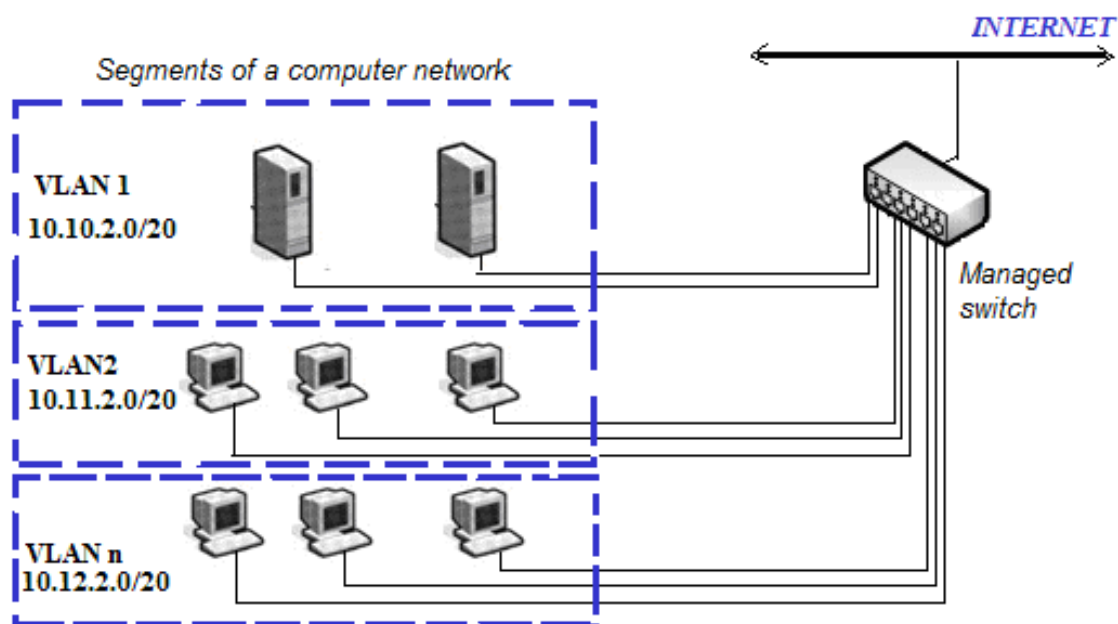 INTERNET
Segments of a computer network
VLAN 1
10.10.2.0/20
Managed
switch
VLAN2
10.11.2.0/20
VLAN n
10.12.2.0/20